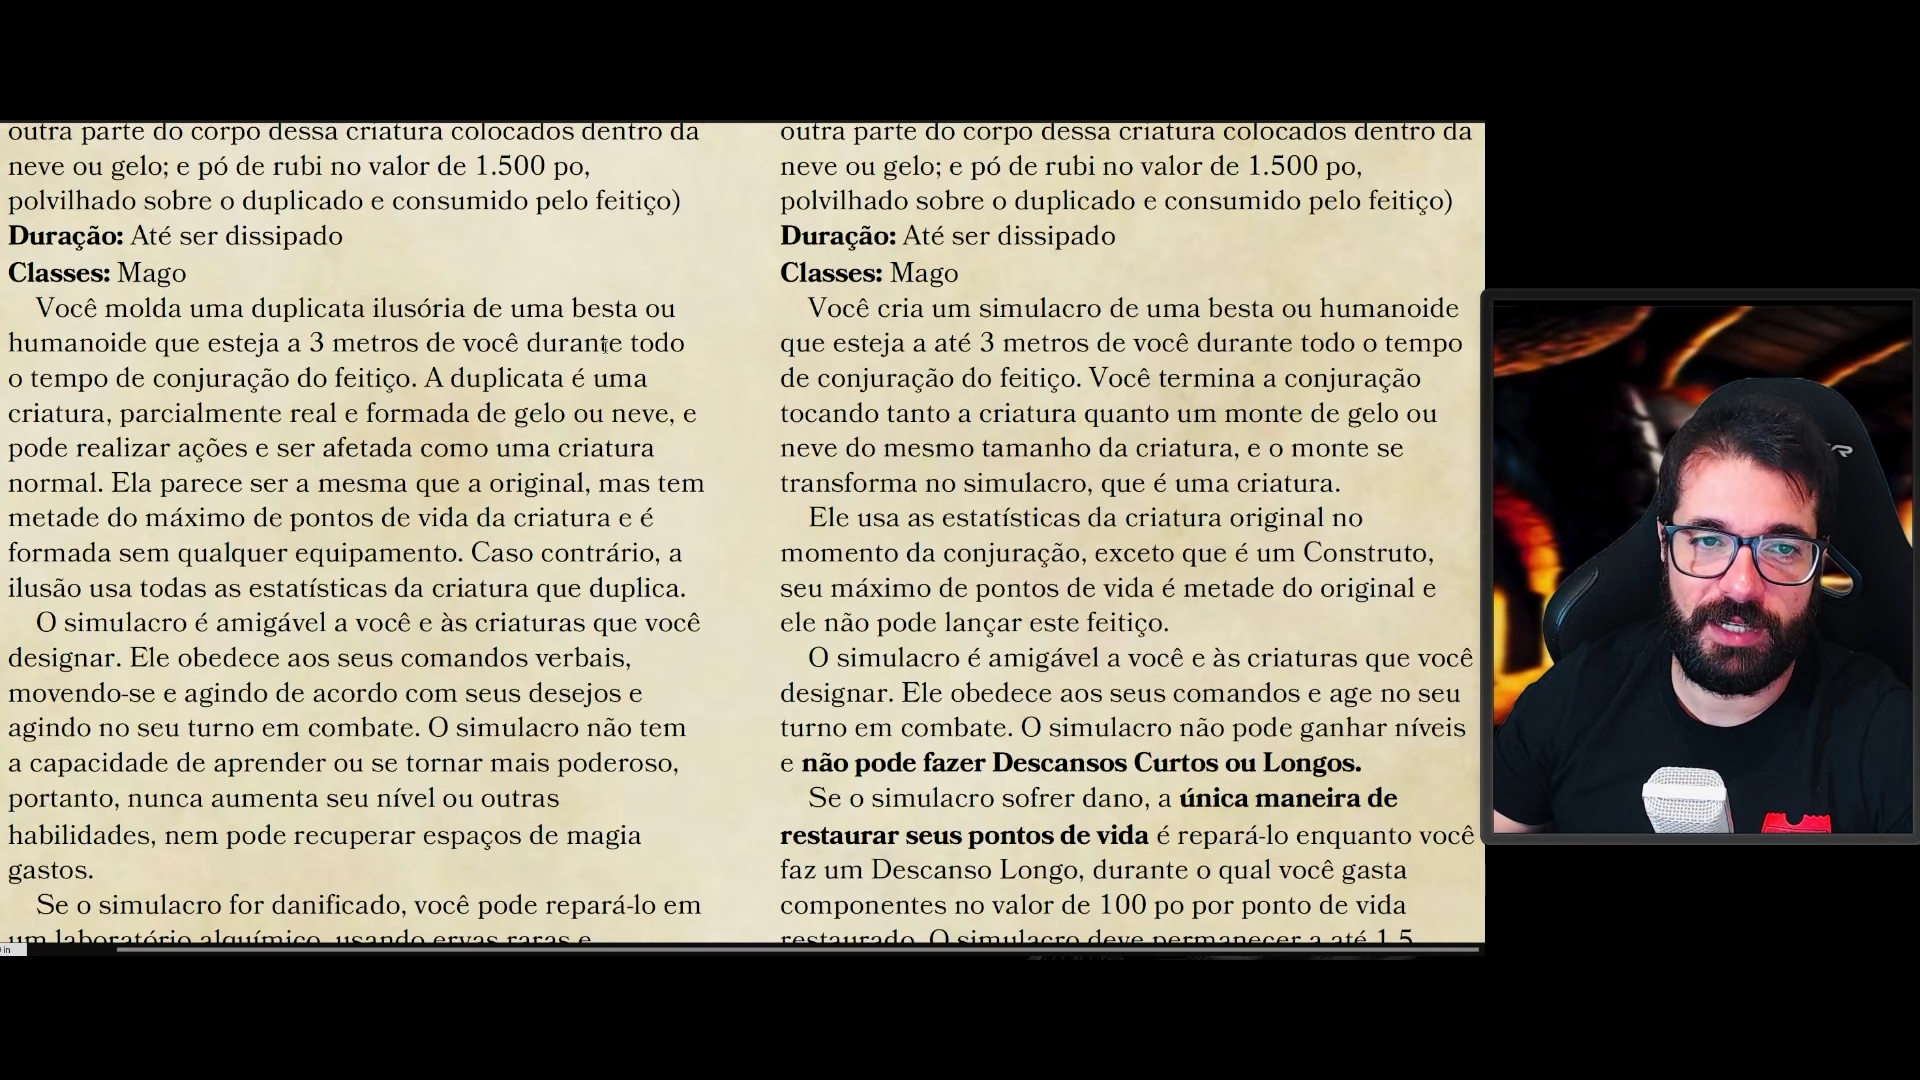 outra parte do corpo dessa criatura colocados dentro da
neve ou gelo; e pó de rubi no valor de 1.500 po,
polvilhado sobre o duplicado e consumido pelo feitiço)
Duração: Até ser dissipado
Classes: Mago
Você molda uma duplicata ilusória de uma besta ou
humanoide que esteja a 3 metros de você durante todo
o tempo de conjuração do feitiço. A duplicata é uma
criatura, parcialmente real e formada de gelo ou neve, e
pode realizar ações e ser afetada como uma criatura
normal. Ela parece ser a mesma que a original, mas tem
metade do máximo de pontos de vida da criatura e é
formada sem qualquer equipamento. Caso contrário, a
ilusão usa todas as estatísticas da criatura que duplica.
O simulacro é amigável a você e às criaturas que você
designar. Ele obedece aos seus comandos verbais,
movendo-se e agindo de acordo com seus desejos e
agindo no seu turno em combate. O simulacro não tem
a capacidade de aprender ou se tornar mais poderoso,
portanto, nunca aumenta seu nível ou outras
habilidades, nem pode recuperar espaços de magia
gastos.
Se o simulacro for danificado, você pode repará-lo em
um laboratório alquímico, usando ervas raras e
outra parte do corpo dessa criatura colocados dentro da
neve ou gelo; e pó de rubi no valor de 1.500 po,
polvilhado sobre o duplicado e consumido pelo feitiço)
Duração: Até ser dissipado
Classes: Mago
Você cria um simulacro de uma besta ou humanoide
que esteja a até 3 metros de você durante todo o tempo
de conjuração do feitiço. Você termina a conjuração
tocando tanto a criatura quanto um monte de gelo ou
neve do mesmo tamanho da criatura, e o monte se
transforma no simulacro, que é uma criatura.
Ele usa as estatísticas da criatura original no
momento da conjuração, exceto que é um Construto,
seu máximo de pontos de vida é metade do original e
ele não pode lançar este feitiço.
O simulacro é amigável a você e às criaturas que você
designar. Ele obedece aos seus comandos e age no seu
turno em combate. O simulacro não pode ganhar níveis
e não pode fazer Descansos Curtos ou Longos.
Se o simulacro sofrer dano, a única maneira de
restaurar seus pontos de vida é repará-lo enquanto você
faz um Descanso Longo, durante o qual você gasta
componentes no valor de 100 po por ponto de vida
restaurado. O simulacro deve permanecer a até 1,5
in